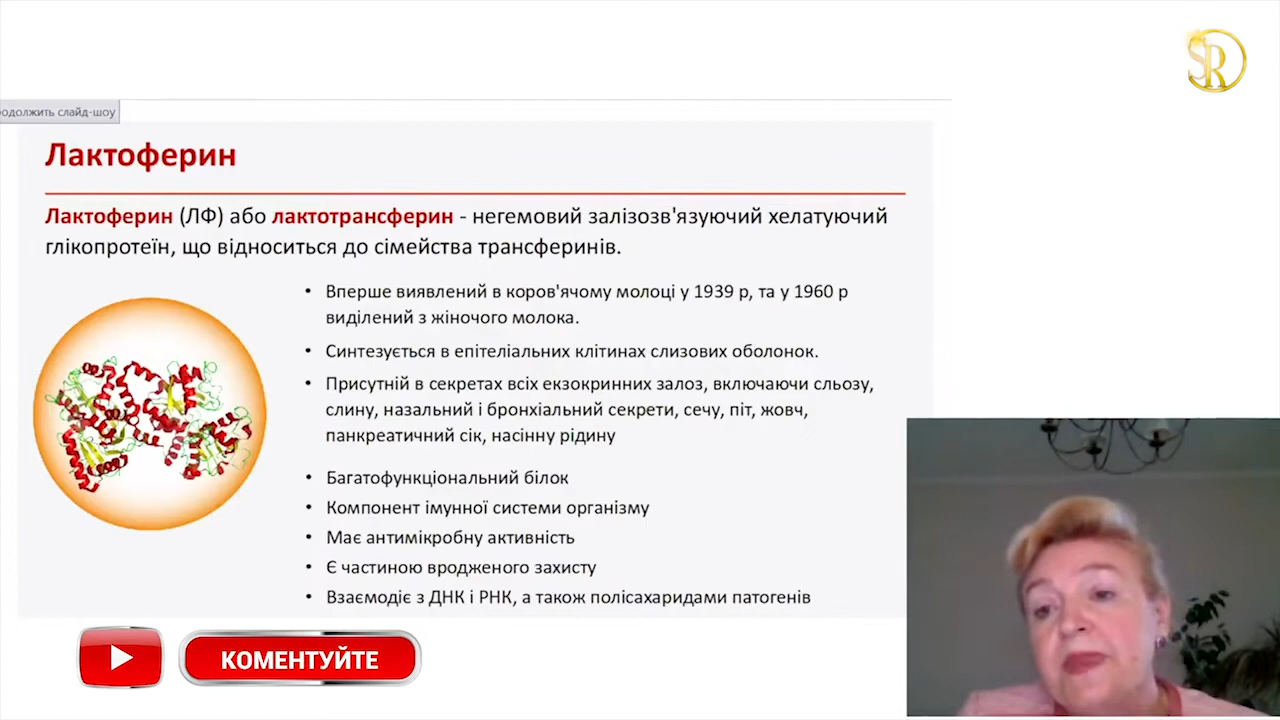 SR
одолжить слайд-шоу
Лактоферин
Лактоферин (ЛФ) або лактотрансферин - негемовий залізозв'язуючий хелатуючий
глікопротеїн, що відноситься до сімейства трансферинів.
• Вперше виявлений в коров'ячому молоці у 1939 р, та у 1960 р
виділений з жіночого молока.
• Синтезується в епітеліальних клітинах слизових оболонок.
• Присутній в секретах всіх екзокринних залоз, включаючи сльозу,
слину, назальний і бронхіальний секрети, сечу, піт, жовч,
панкреатичний сік, насінну рідину
• Багатофункціональний білок
• Компонент імунної системи організму
• Має антимікробну активність
• Є частиною вродженого захисту
• Взаємодіє з ДНК і РНК, а також полісахаридами патогенів
КОМЕНТУЙТЕ